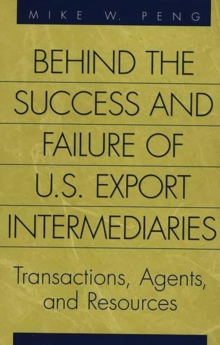 MIKE W. PENG
BEHIND THE
SUCCESS AND
FAILURE OF
U.S. EXPORT
INTERMEDIARIES
Transactions, Agents,
and Resources